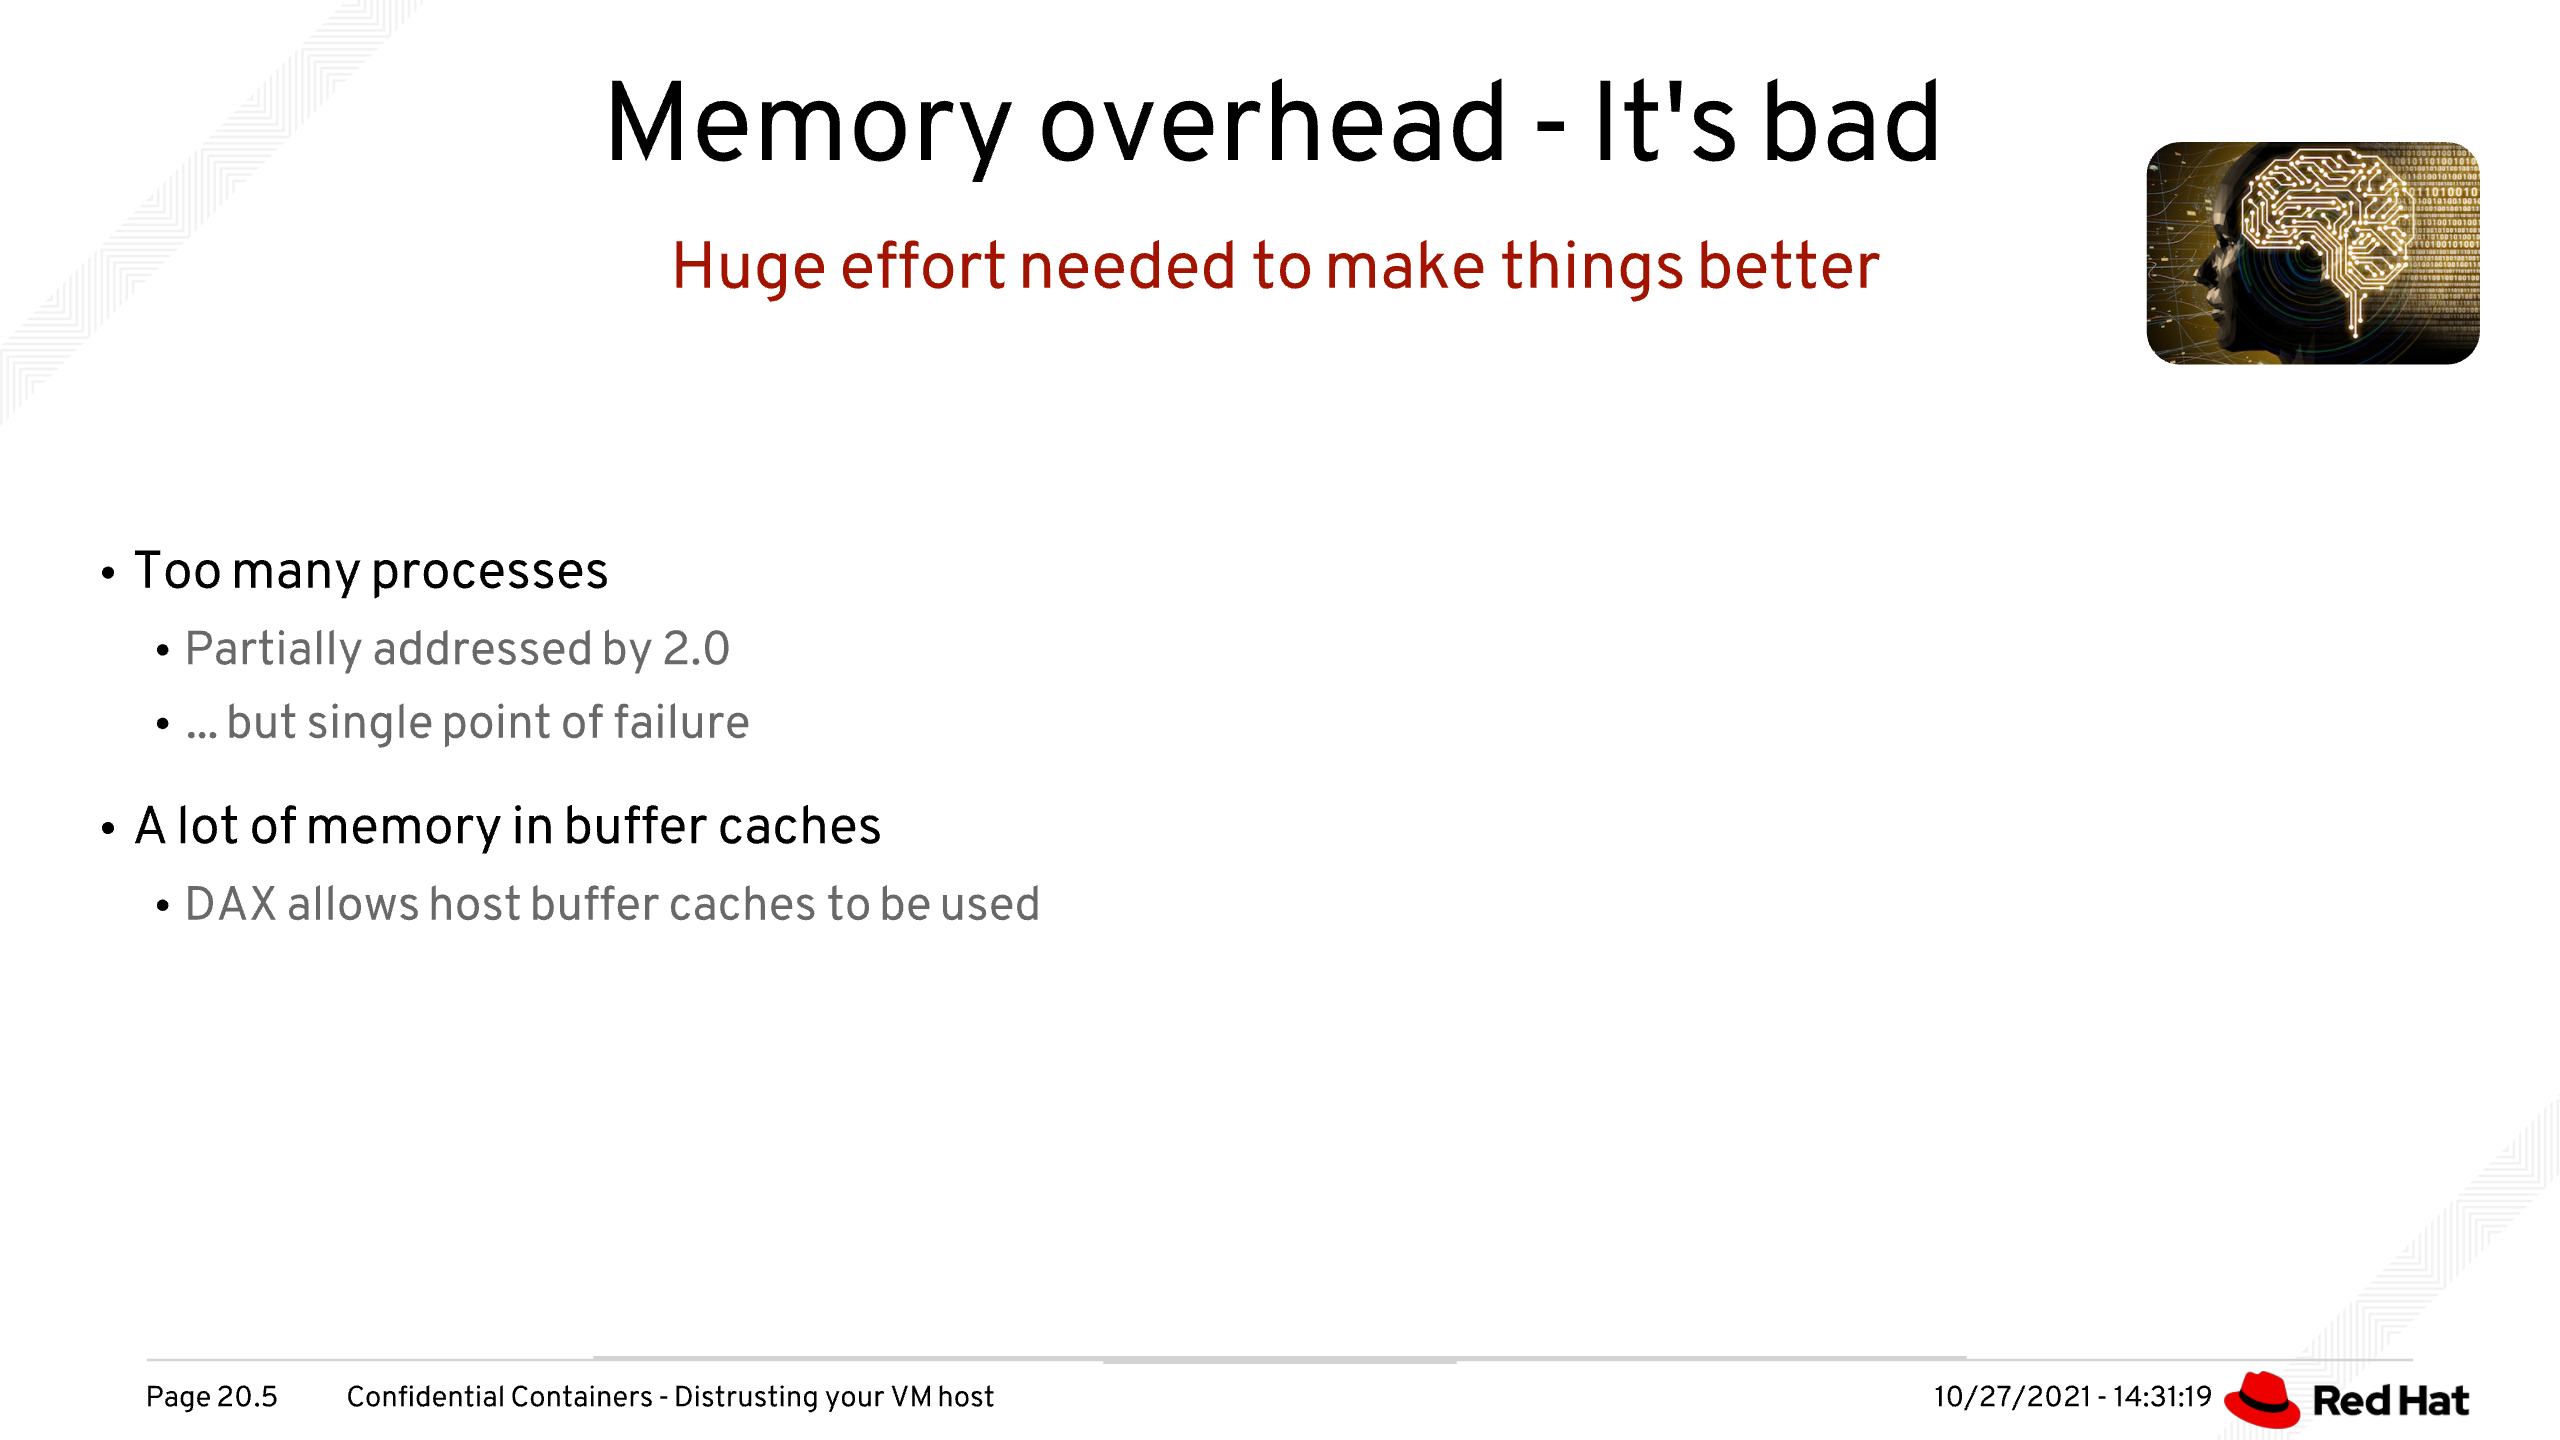 Memory overhead - It's bad
Huge effort needed to make things better
• Too many processes
• Partially addressed by 2.0
• ... but single point of failure
• A lot of memory in buffer caches
• DAX allows host buffer caches to be used
Page 20.5 Confidential Containers - Distrusting your VM host 10/27/2021 - 14:31:19 Red Hat